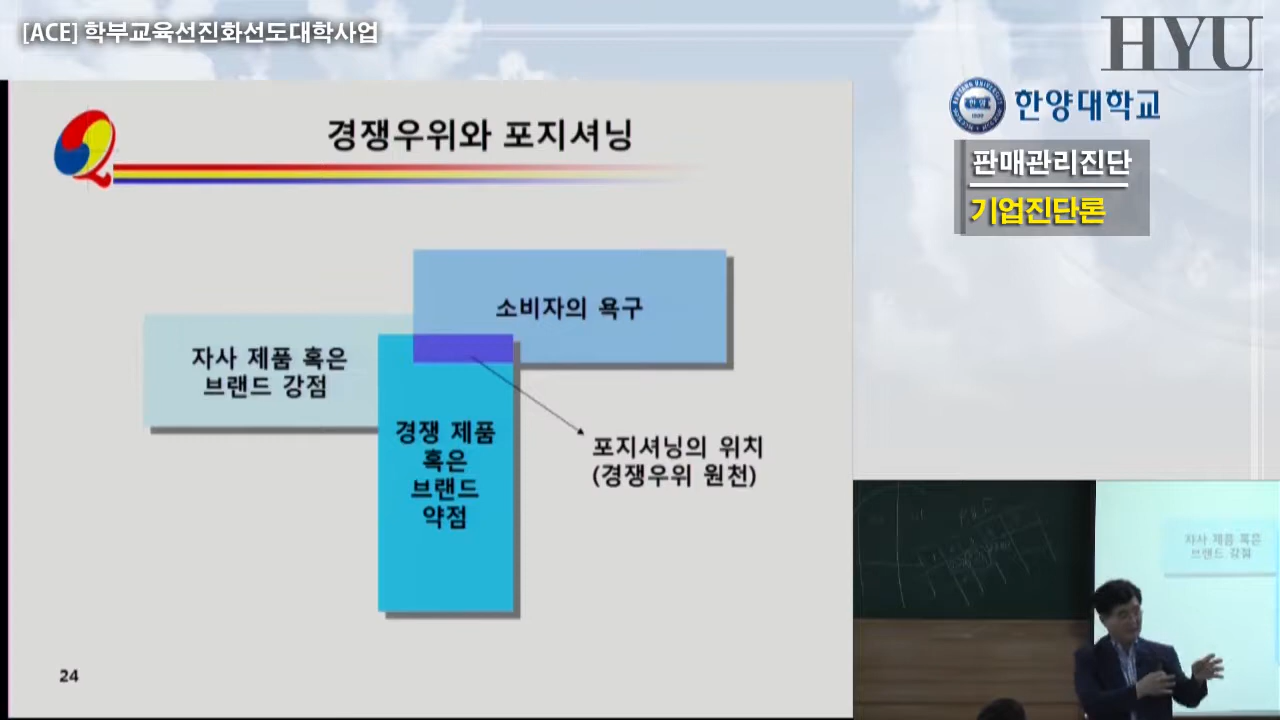 [ACE] 학부교육선진화선도대학사업
HYU
한양대학교
판매관리진단
기업진단론
경쟁우위와 포지셔닝
소비자의 욕구
자사 제품 혹은
브랜드 강점
경쟁 제품
혹은
브랜드
약점
포지셔닝의 위치
(경쟁우위 원천)
24
자사 제품 혹은
브랜드 강점